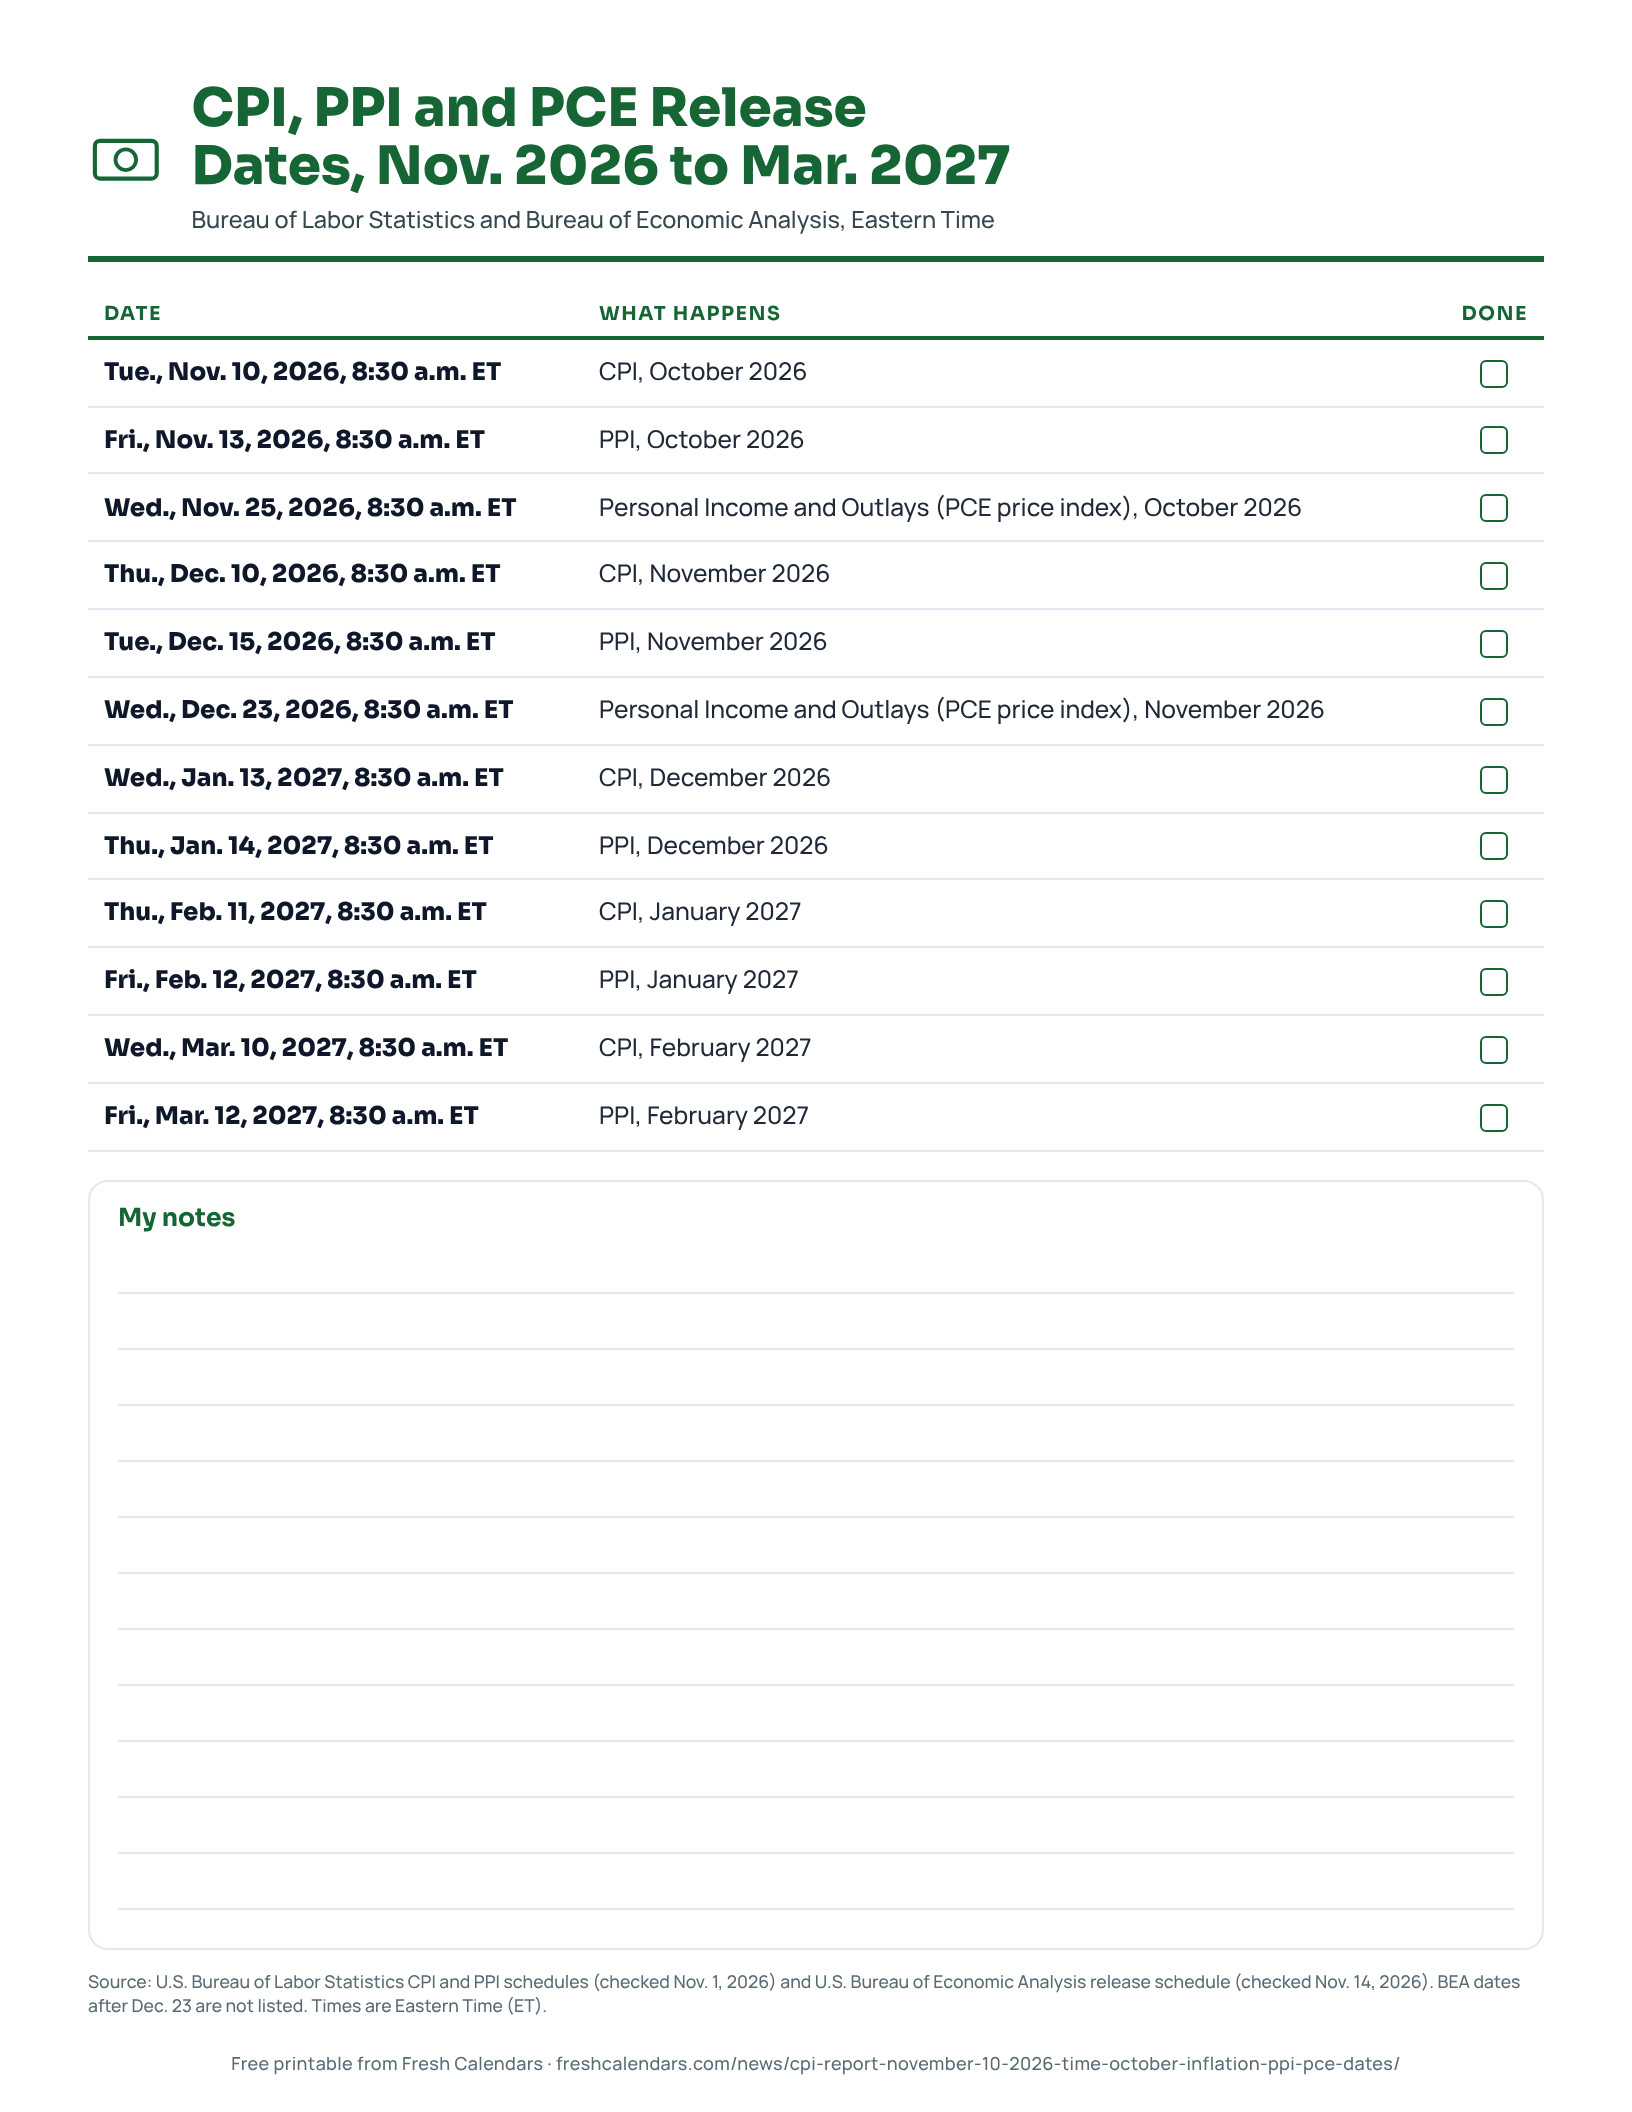 CPI, PPI and PCE Release
Dates, Nov. 2026 to Mar. 2027
Bureau of Labor Statistics and Bureau of Economic Analysis, Eastern Time
DATE WHAT HAPPENS DONE
Tue., Nov. 10, 2026, 8:30 a.m. ET CPI, October 2026
Fri., Nov. 13, 2026, 8:30 a.m. ET PPI, October 2026
Wed., Nov. 25, 2026, 8:30 a.m. ET Personal Income and Outlays (PCE price index), October 2026
Thu., Dec. 10, 2026, 8:30 a.m. ET CPI, November 2026
Tue., Dec. 15, 2026, 8:30 a.m. ET PPI, November 2026
Wed., Dec. 23, 2026, 8:30 a.m. ET Personal Income and Outlays (PCE price index), November 2026
Wed., Jan. 13, 2027, 8:30 a.m. ET CPI, December 2026
Thu., Jan. 14, 2027, 8:30 a.m. ET PPI, December 2026
Thu., Feb. 11, 2027, 8:30 a.m. ET CPI, January 2027
Fri., Feb. 12, 2027, 8:30 a.m. ET PPI, January 2027
Wed., Mar. 10, 2027, 8:30 a.m. ET CPI, February 2027
Fri., Mar. 12, 2027, 8:30 a.m. ET PPI, February 2027
My notes
Source: U.S. Bureau of Labor Statistics CPI and PPI schedules (checked Nov. 1, 2026) and U.S. Bureau of Economic Analysis release schedule (checked Nov. 14, 2026). BEA dates
after Dec. 23 are not listed. Times are Eastern Time (ET).
Free printable from Fresh Calendars · freshcalendars.com/news/cpi-report-november-10-2026-time-october-inflation-ppi-pce-dates/